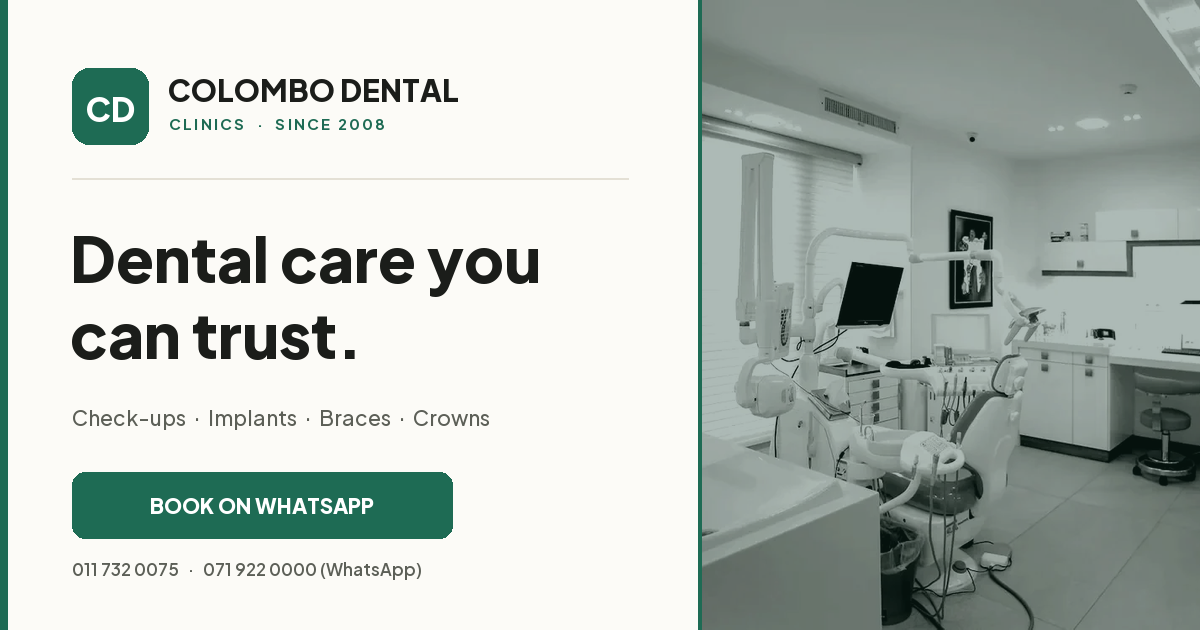 CD
COLOMBO DENTAL
CLINICS · SINCE 2008
Dental care you
can trust.
Check-ups · Implants · Braces · Crowns
BOOK ON WHATSAPP
011 732 0075 · 071 922 0000 (WhatsApp)